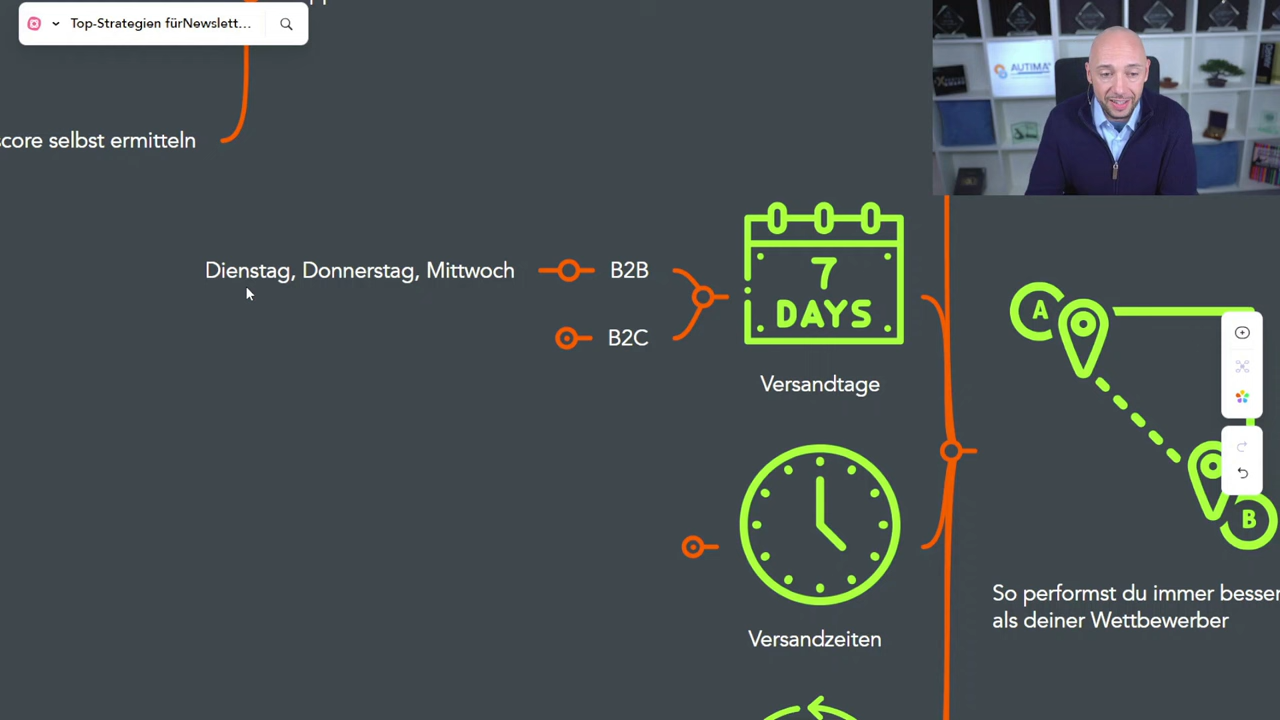 Top-Strategien fürNewslett...
AUTIMA
score selbst ermitteln
Dienstag, Donnerstag, Mittwoch
B2B
B2C
7
DAYS
Versandtage
A
B
Versandzeiten
So performst du immer besser
als deiner Wettbewerber